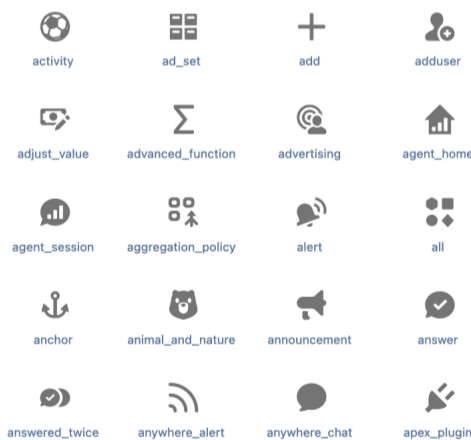 activity ad_set add adduser
adjust_value advanced_function advertising agent_home
agent_session aggregation_policy alert all
anchor animal_and_nature announcement answer
answered_twice anywhere_alert anywhere_chat apex_plugin